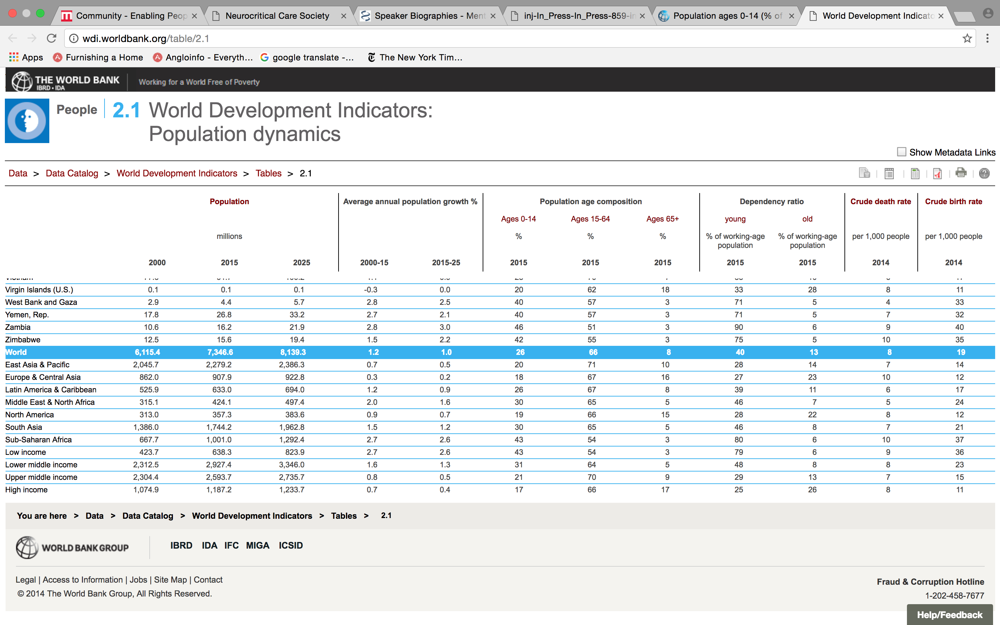 Community - Enabling Peop
Neurocritical Care Society
Speaker Biographies - Ment
inj-In_Press-In_Press-859-in
Population ages 0-14 (% of
World Development Indicato
wdi.worldbank.org/table/2.1
Apps Furnishing a Home Angloinfo - Everyth... google translate -... The New York Tim...
THE WORLD BANK
IBRD • IDA
Working for a World Free of Poverty
People 2.1 World Development Indicators:
Population dynamics
Show Metadata Links
Data > Data Catalog > World Development Indicators > Tables > 2.1
Population Average annual population growth % Population age composition Dependency ratio Crude death rate Crude birth rate
Ages 0-14 Ages 15-64 Ages 65+ young old
millions % % % % of working-age population % of working-age population per 1,000 people per 1,000 people
2000 2015 2025 2000-15 2015-25 2015 2015 2015 2015 2015 2014 2014
Virgin Islands (U.S.) 0.1 0.1 0.1 -0.3 0.0 20 62 18 33 28 8 11
West Bank and Gaza 2.9 4.4 5.7 2.8 2.5 40 57 3 71 5 4 33
Yemen, Rep. 17.8 26.8 33.2 2.7 2.1 40 57 3 71 5 7 32
Zambia 10.6 16.2 21.9 2.8 3.0 46 51 3 90 6 9 40
Zimbabwe 12.5 15.6 19.4 1.5 2.2 42 55 3 75 5 10 35
World 6,115.4 7,346.6 8,139.3 1.2 1.0 26 66 8 40 13 8 19
East Asia & Pacific 2,045.7 2,279.2 2,386.3 0.7 0.5 20 71 10 28 14 7 14
Europe & Central Asia 862.0 907.9 922.8 0.3 0.2 18 67 16 27 23 10 12
Latin America & Caribbean 525.9 633.0 694.0 1.2 0.9 26 67 8 39 11 6 17
Middle East & North Africa 315.1 424.1 497.4 2.0 1.6 30 65 5 46 7 5 24
North America 313.0 357.3 383.6 0.9 0.7 19 66 15 28 22 8 12
South Asia 1,386.0 1,744.2 1,962.8 1.5 1.2 30 65 5 46 8 7 21
Sub-Saharan Africa 667.7 1,001.0 1,292.4 2.7 2.6 43 54 3 80 6 10 37
Low income 423.7 638.3 823.9 2.7 2.6 43 54 3 79 6 9 36
Lower middle income 2,312.5 2,927.4 3,346.0 1.6 1.3 31 64 5 48 8 8 23
Upper middle income 2,304.4 2,593.7 2,735.7 0.8 0.5 21 70 9 29 13 7 15
High income 1,074.9 1,187.2 1,233.7 0.7 0.4 17 66 17 25 26 8 11
You are here > Data > Data Catalog > World Development Indicators > Tables > 2.1
WORLD BANK GROUP
IBRD IDA IFC MIGA ICSID
Legal | Access to Information | Jobs | Site Map | Contact
© 2014 The World Bank Group, All Rights Reserved.
Fraud & Corruption Hotline
1-202-458-7677
Help/Feedback